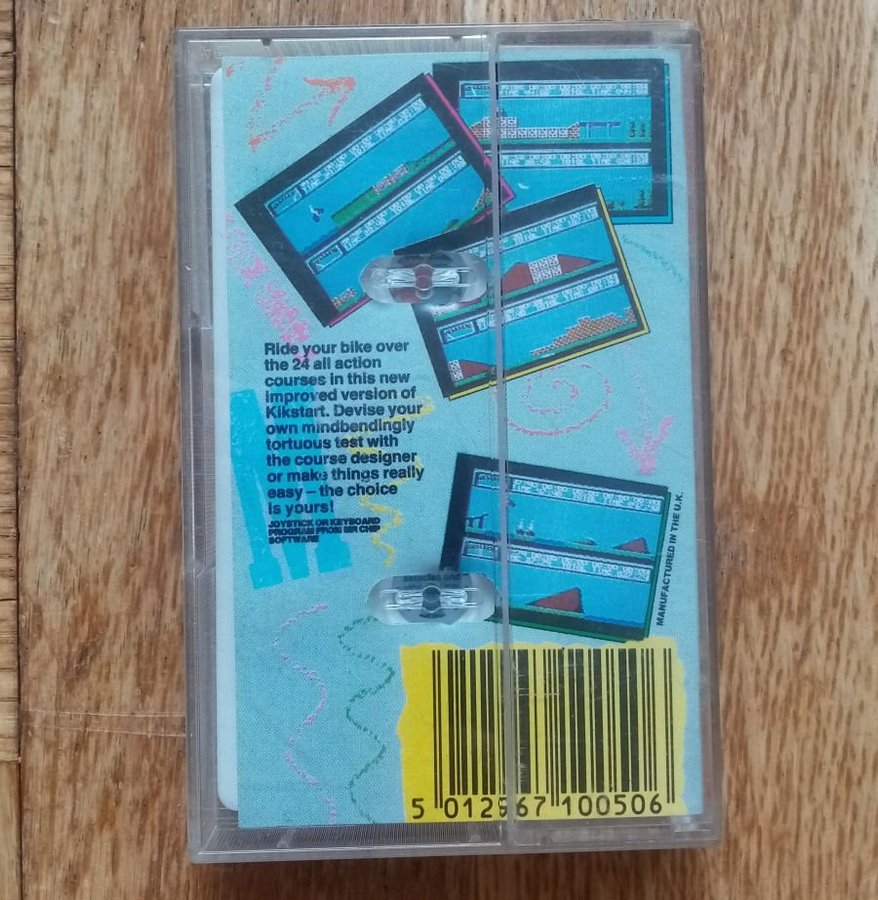 Ride your bike over
the 24 all action
courses in this new
improved version of
Kikstart. Devise your
own mindbendingly
tortuous test with
the course designer
or make things really
easy – the choice
is yours!
JOYSTICK OR KEYBOARD
PROGRAM FROM MR CHIP
SOFTWARE
MANUFACTURED IN THE U.K.
5 012967 100506